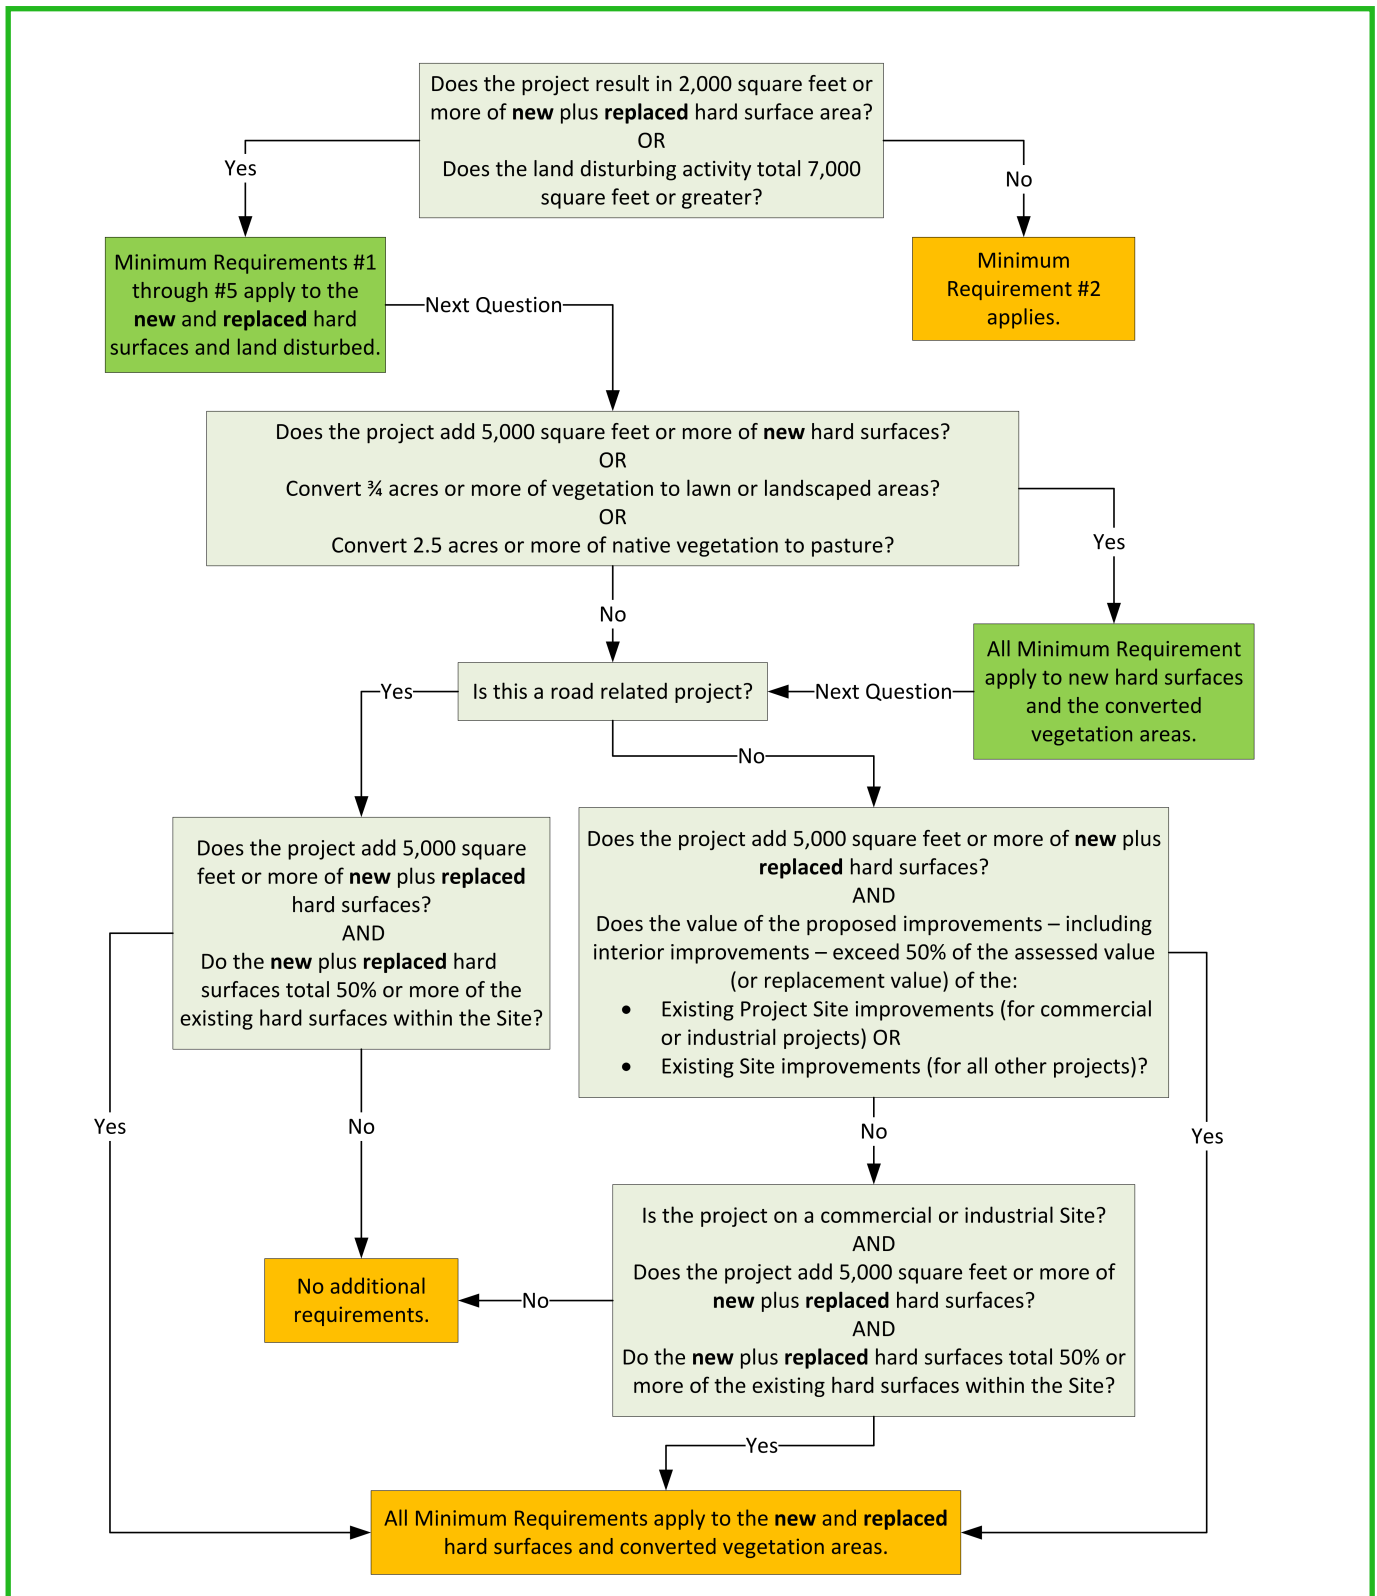 Does the project result in 2,000 square feet or
more of new plus replaced hard surface area?
OR
Does the land disturbing activity total 7,000
square feet or greater?
Yes
No
Minimum Requirements #1
through #5 apply to the
new and replaced hard
surfaces and land disturbed.
Next Question
Minimum
Requirement #2
applies.
Does the project add 5,000 square feet or more of new hard surfaces?
OR
Convert ¾ acres or more of vegetation to lawn or landscaped areas?
OR
Convert 2.5 acres or more of native vegetation to pasture?
Yes
No
All Minimum Requirement
apply to new hard surfaces
and the converted
vegetation areas.
Next Question
Is this a road related project?
Yes
No
Does the project add 5,000 square
feet or more of new plus replaced
hard surfaces?
AND
Do the new plus replaced hard
surfaces total 50% or more of the
existing hard surfaces within the Site?
Does the project add 5,000 square feet or more of new plus
replaced hard surfaces?
AND
Does the value of the proposed improvements – including
interior improvements – exceed 50% of the assessed value
(or replacement value) of the:
• Existing Project Site improvements (for commercial
or industrial projects) OR
• Existing Site improvements (for all other projects)?
Yes
No
No
Yes
Is the project on a commercial or industrial Site?
AND
Does the project add 5,000 square feet or more of
new plus replaced hard surfaces?
AND
Do the new plus replaced hard surfaces total 50% or
more of the existing hard surfaces within the Site?
No
No additional
requirements.
Yes
All Minimum Requirements apply to the new and replaced
hard surfaces and converted vegetation areas.